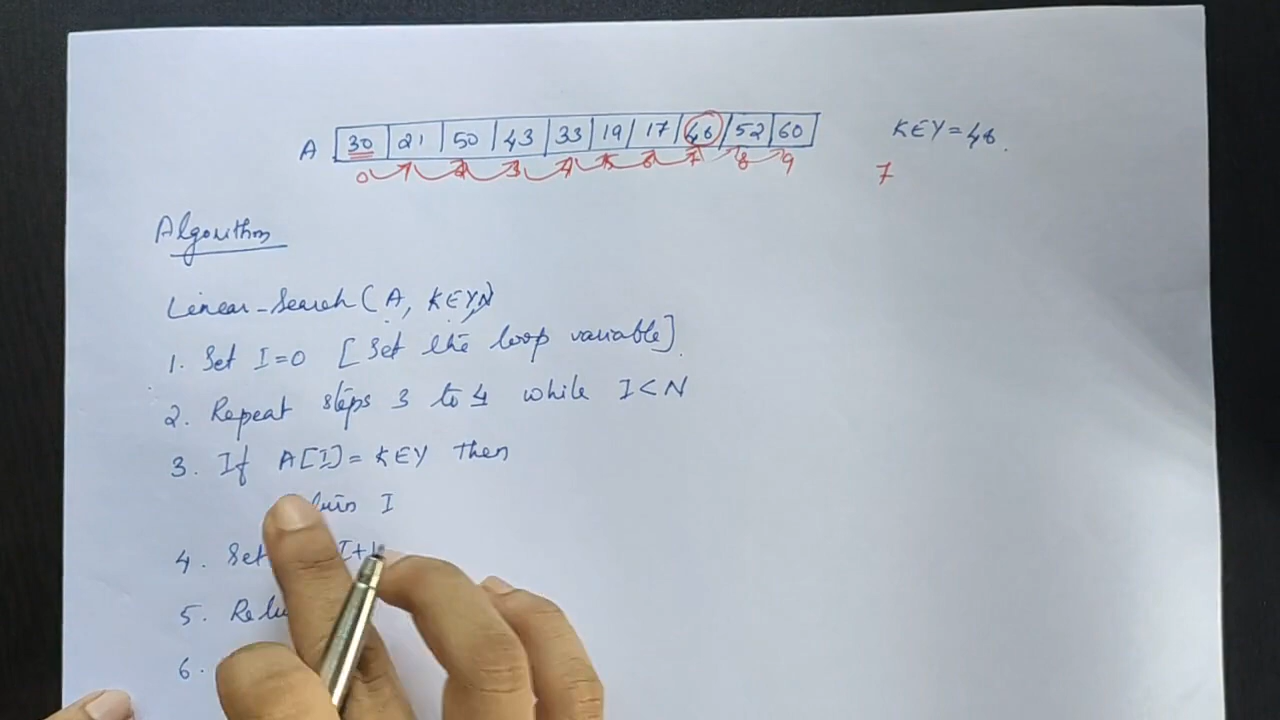 A 30 21 50 43 33 19 17 46 52 60 KEY = 46.
0 1 2 3 4 5 6 7 8 9 7
Algorithm
Linear-Search(A, KEY,N)
1. Set I=0 [Set the loop variable].
2. Repeat steps 3 to 4 while I<N
3. If A[I]= KEY then
I
4. Set I+1
5.
6.